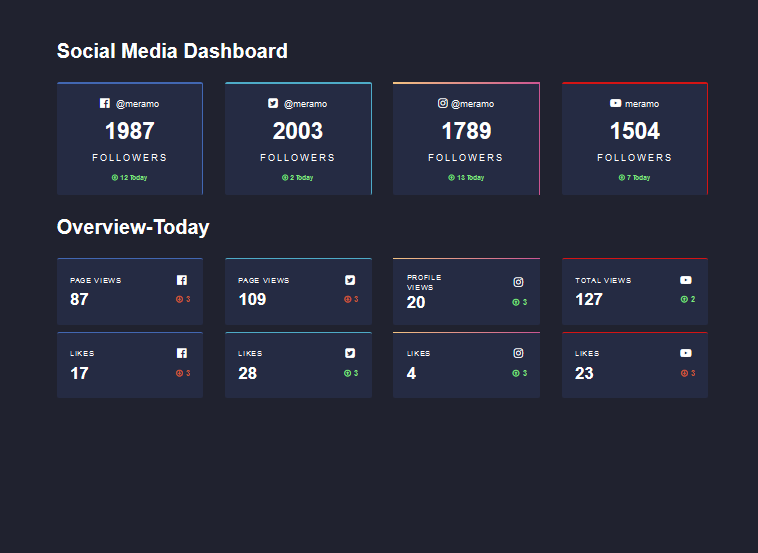 Social Media Dashboard
@meramo
@meramo
@meramo
meramo
1987
2003
1789
1504
FOLLOWERS
FOLLOWERS
FOLLOWERS
FOLLOWERS
12 Today
2 Today
13 Today
7 Today
Overview-Today
PAGE VIEWS
87
3
PAGE VIEWS
109
3
PROFILE
VIEWS
20
3
TOTAL VIEWS
127
2
LIKES
17
3
LIKES
28
3
LIKES
4
3
LIKES
23
3